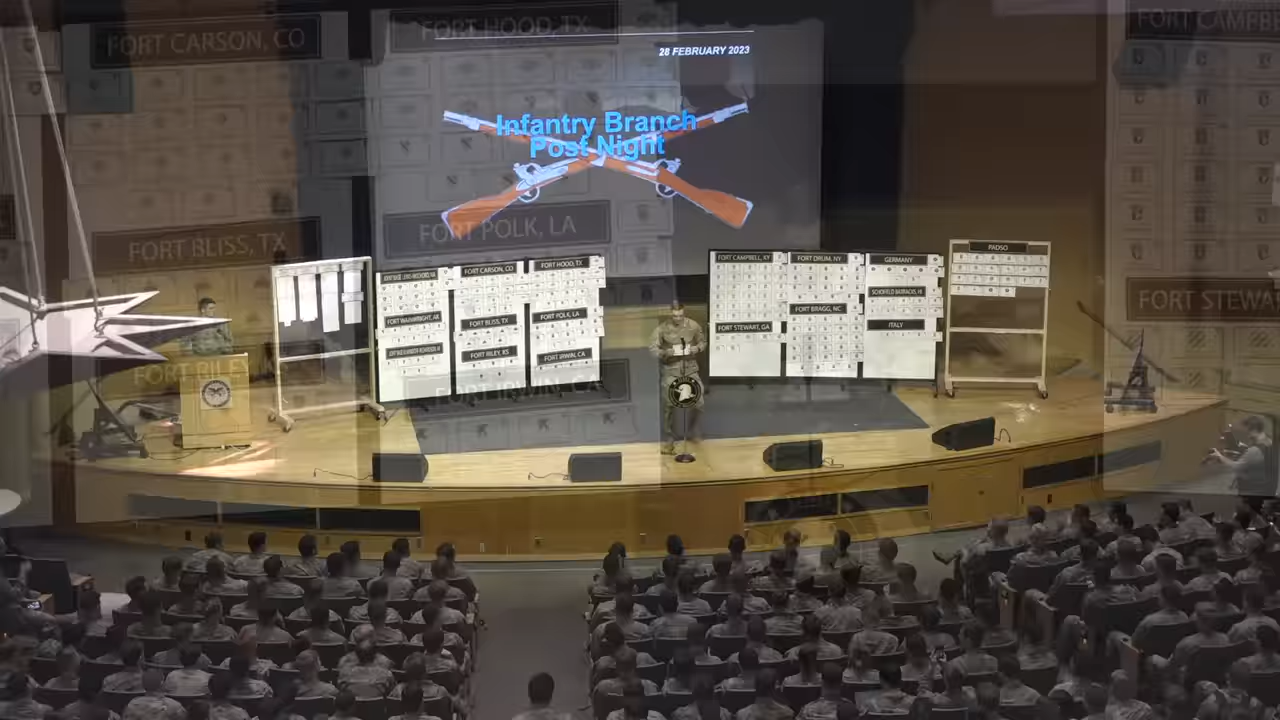 FORT CARSON, CO
FORT HOOD, TX
28 FEBRUARY 2023
Infantry Branch
Post Night
FORT POLK, LA
FORT BLISS, TX
FORT CARSON, CO
FORT HOOD, TX
FORT WAINWRIGHT, AK
FORT BLISS, TX
FORT POLK, LA
FORT RILEY, KS
FORT IRWIN, CA
FORT CAMPBELL, KY
FORT DRUM, NY
GERMANY
SCHOFIELD BARRACKS, HI
FORT BRAGG, NC
FORT STEWART, GA
ITALY
PADSO
FORT CAMPB
FORT STEWA
FORT RILEY
FORT IRWIN, CA